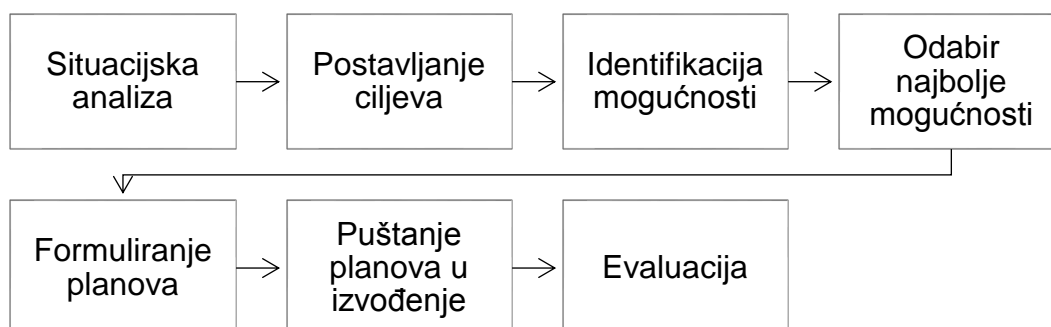 Situacijska
analiza
Postavljanje
ciljeva
Identifikacija
mogućnosti
Odabir
najbolje
mogućnosti
Formuliranje
planova
Puštanje
planova u
izvođenje
Evaluacija